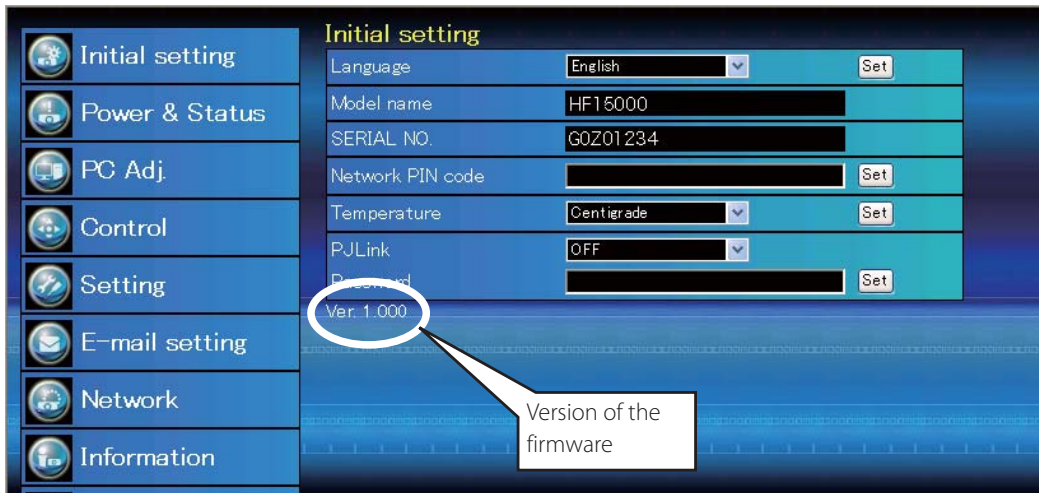 Initial setting
Power & Status
PC Adj.
Control
Setting
E-mail setting
Network
Information
Initial setting
Language English Set
Model name HF15000
SERIAL NO. G0Z01234
Network PIN code Set
Temperature Centigrade Set
PJLink OFF
Password Set
Ver. 1.000
Version of the
firmware